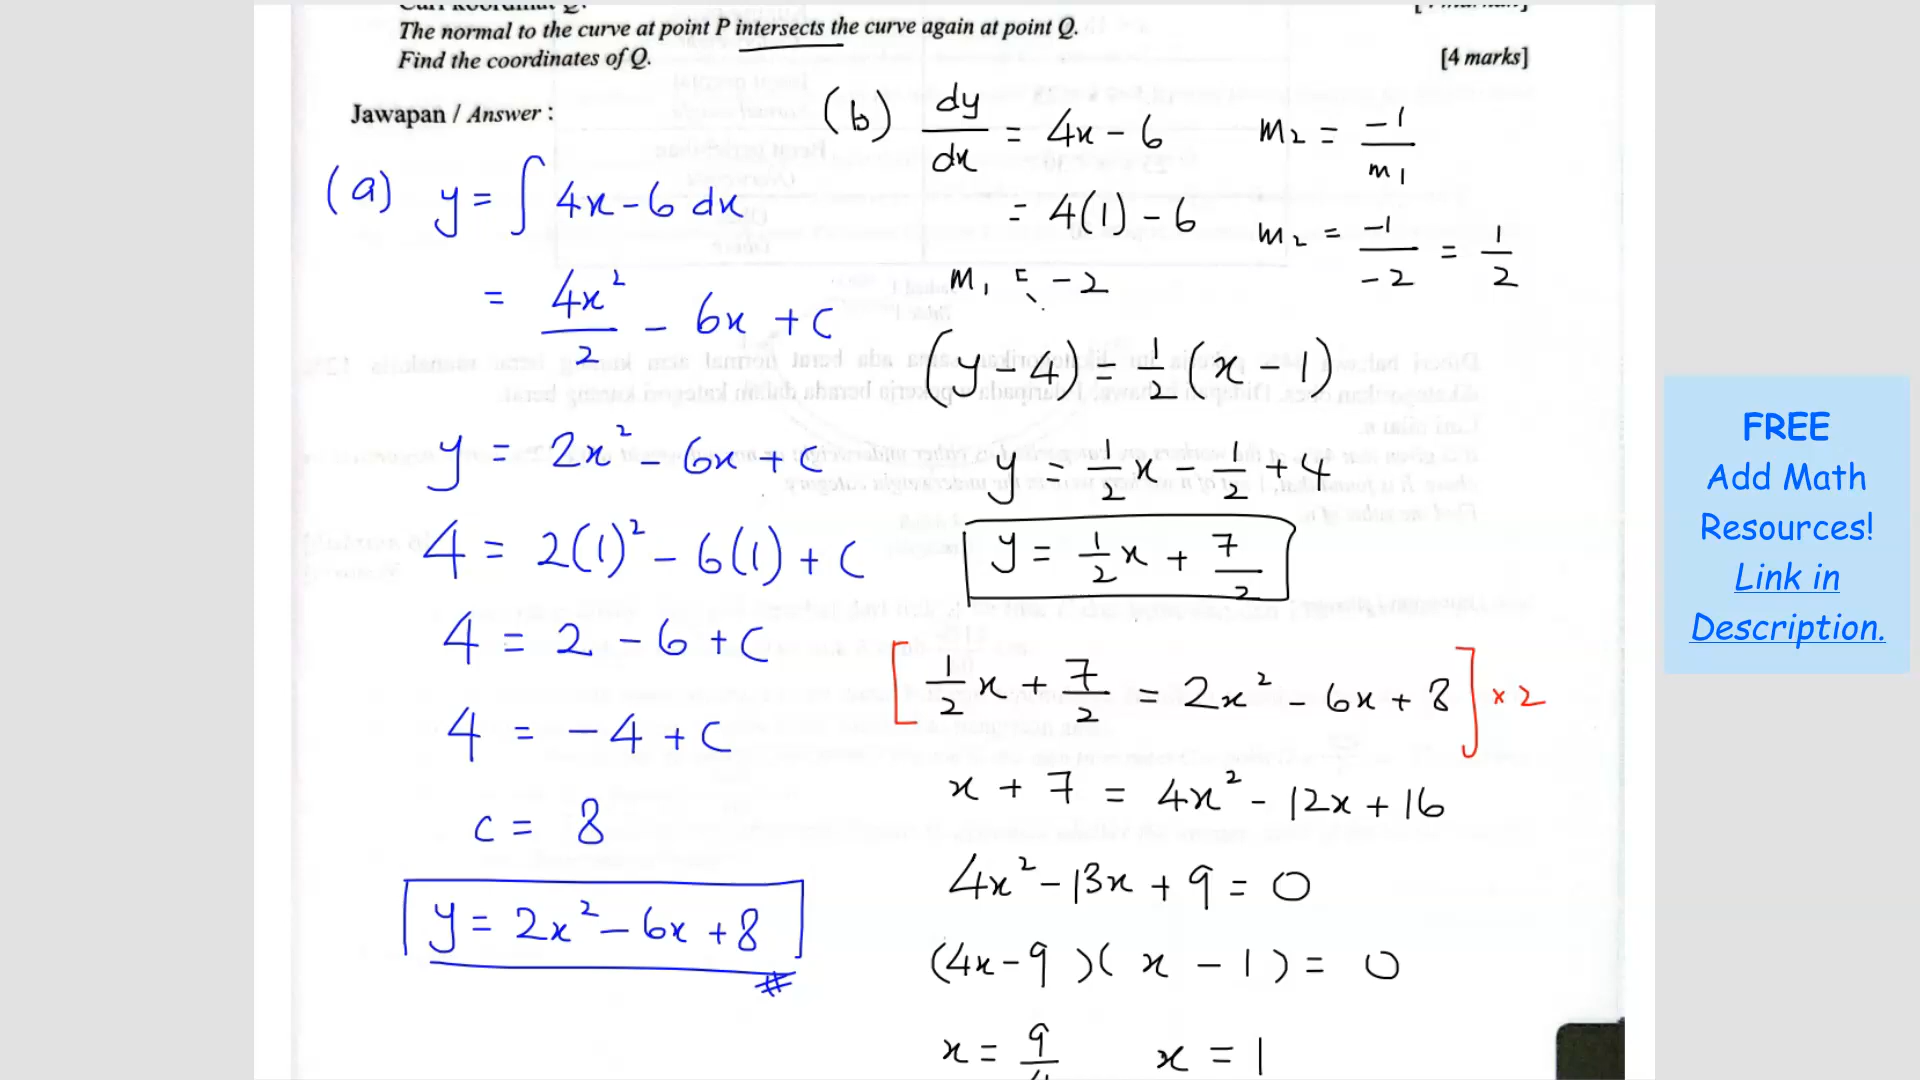 The normal to the curve at point P intersects the curve again at point Q.
Find the coordinates of Q.
[4 marks]
Jawapan / Answer :
(a) y = ∫ 4x - 6 dx
= 4x²/2 - 6x + c
y = 2x² - 6x + c
4 = 2(1)² - 6(1) + c
4 = 2 - 6 + c
4 = -4 + c
c = 8
y = 2x² - 6x + 8
(b) dy/dx = 4x - 6
= 4(1) - 6
m₁ = -2
m₂ = -1/m₁
m₂ = -1/-2 = 1/2
(y - 4) = 1/2 (x - 1)
y = 1/2 x - 1/2 + 4
y = 1/2 x + 7/2
[1/2 x + 7/2 = 2x² - 6x + 8] × 2
x + 7 = 4x² - 12x + 16
4x² - 13x + 9 = 0
(4x - 9)(x - 1) = 0
x = 9/4 x = 1
FREE
Add Math
Resources!
Link in
Description.